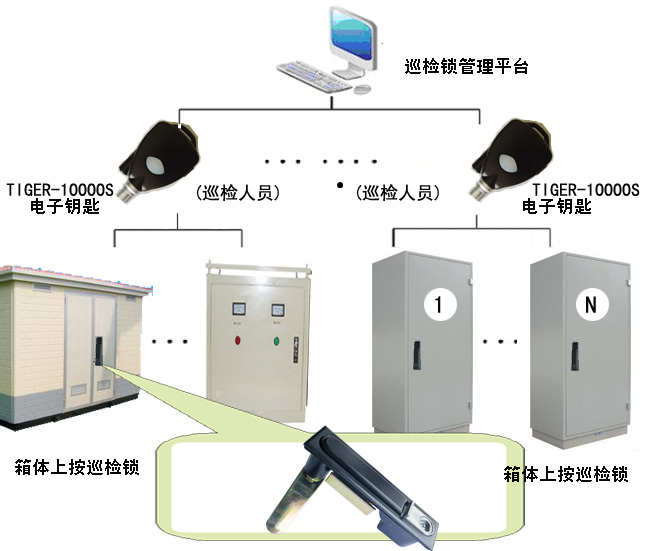 巡检锁管理平台
TIGER-10000S
电子钥匙
(巡检人员)
(巡检人员)
TIGER-10000S
电子钥匙
1
N
箱体上按巡检锁
箱体上按巡检锁